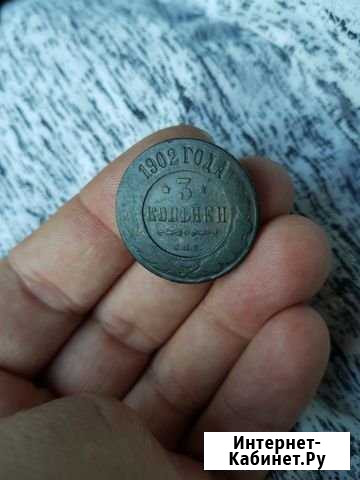 1902 ГОДА
3
КОПѢЙКИ
С.П.Б.
Интернет-
Кабинет.Ру